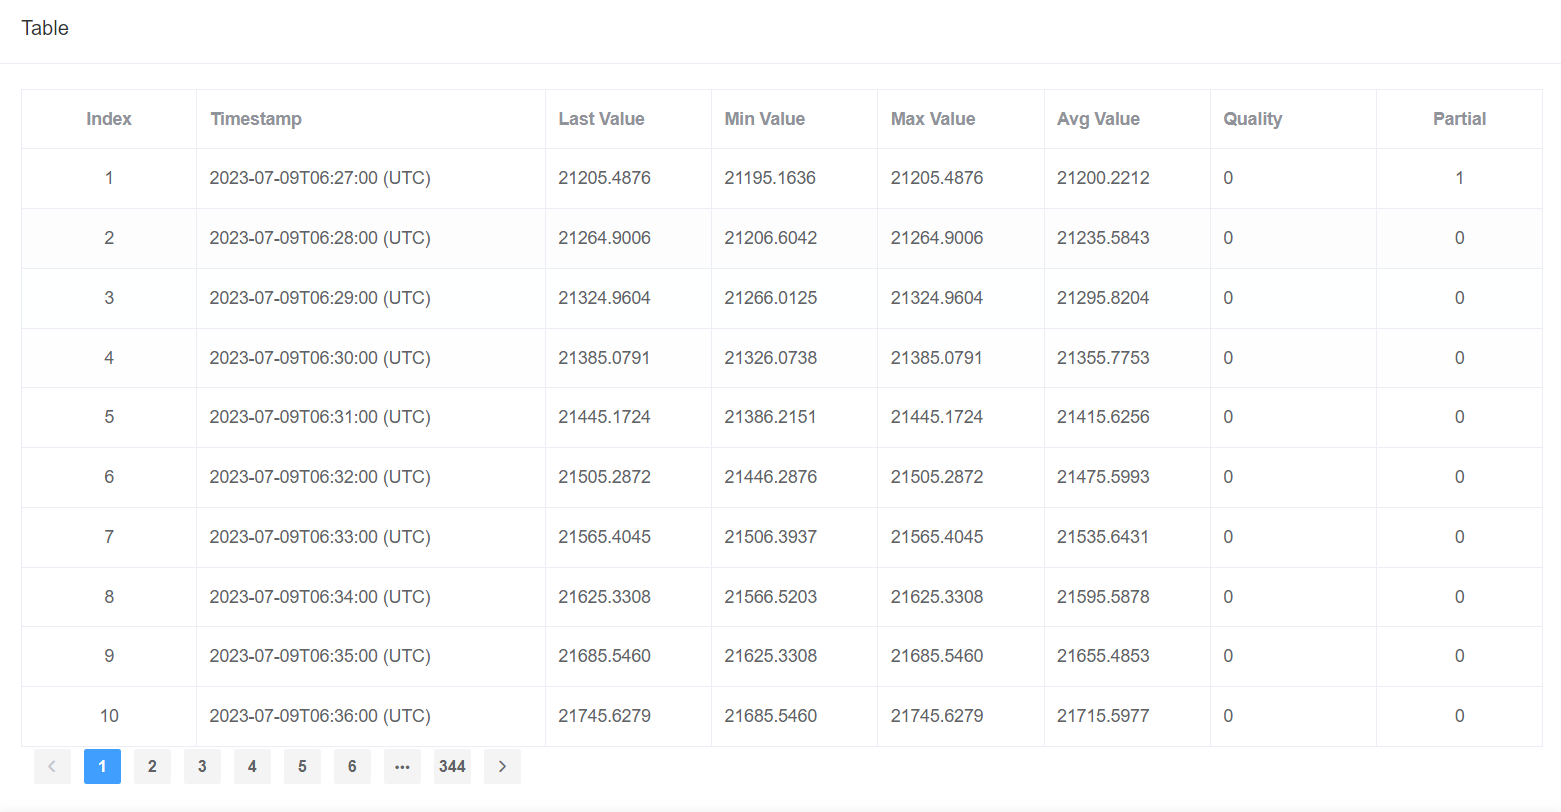 Table
Index Timestamp Last Value Min Value Max Value Avg Value Quality Partial
1 2023-07-09T06:27:00 (UTC) 21205.4876 21195.1636 21205.4876 21200.2212 0 1
2 2023-07-09T06:28:00 (UTC) 21264.9006 21206.6042 21264.9006 21235.5843 0 0
3 2023-07-09T06:29:00 (UTC) 21324.9604 21266.0125 21324.9604 21295.8204 0 0
4 2023-07-09T06:30:00 (UTC) 21385.0791 21326.0738 21385.0791 21355.7753 0 0
5 2023-07-09T06:31:00 (UTC) 21445.1724 21386.2151 21445.1724 21415.6256 0 0
6 2023-07-09T06:32:00 (UTC) 21505.2872 21446.2876 21505.2872 21475.5993 0 0
7 2023-07-09T06:33:00 (UTC) 21565.4045 21506.3937 21565.4045 21535.6431 0 0
8 2023-07-09T06:34:00 (UTC) 21625.3308 21566.5203 21625.3308 21595.5878 0 0
9 2023-07-09T06:35:00 (UTC) 21685.5460 21625.3308 21685.5460 21655.4853 0 0
10 2023-07-09T06:36:00 (UTC) 21745.6279 21685.5460 21745.6279 21715.5977 0 0
1 2 3 4 5 6 ••• 344